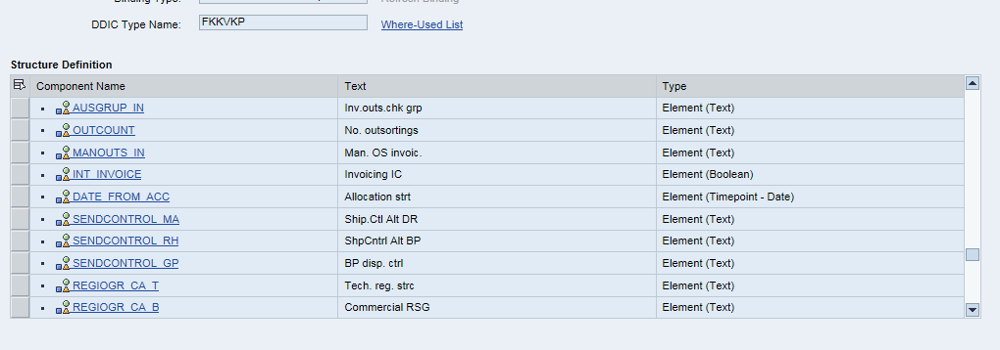 Binding Type: Refresh Binding
DDIC Type Name: FKKVKP Where-Used List
Structure Definition
Component Name Text Type
AUSGRUP_IN Inv.outs.chk grp Element (Text)
OUTCOUNT No. outsortings Element (Text)
MANOUTS_IN Man. OS invoic. Element (Text)
INT_INVOICE Invoicing IC Element (Boolean)
DATE_FROM_ACC Allocation strt Element (Timepoint - Date)
SENDCONTROL_MA Ship.Ctl Alt DR Element (Text)
SENDCONTROL_RH ShpCntrl Alt BP Element (Text)
SENDCONTROL_GP BP disp. ctrl Element (Text)
REGIOGR_CA_T Tech. reg. strc Element (Text)
REGIOGR_CA_B Commercial RSG Element (Text)